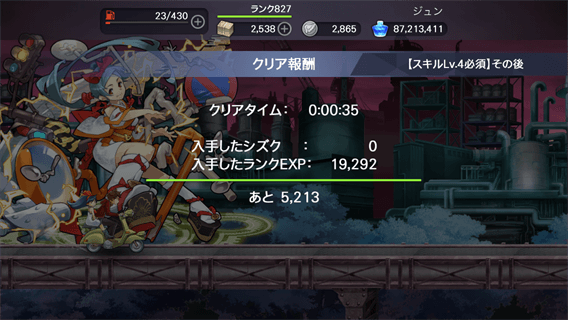 ランク827
ジュン
23/430
2,538
2,865
87,213,411
クリア報酬
【スキルLv.4必須】その後
クリアタイム： 0:00:35
入手したシズク ： 0
入手したランクEXP： 19,292
あと 5,213